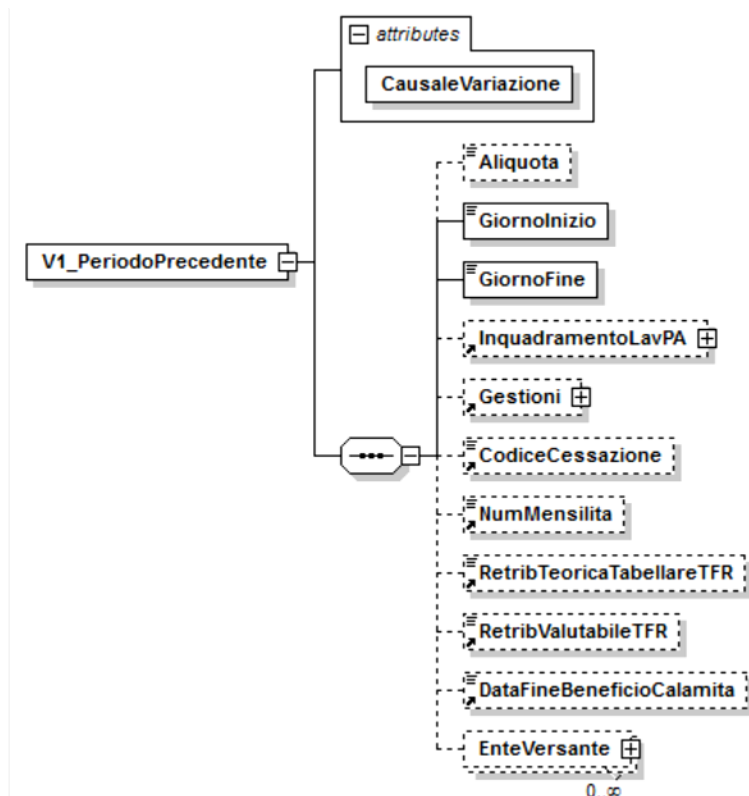 attributes
CausaleVariazione
Aliquota
GiornoInizio
V1_PeriodoPrecedente
GiornoFine
InquadramentoLavPA
Gestioni
CodiceCessazione
NumMensilita
RetribTeoricaTabellareTFR
RetribValutabileTFR
DataFineBeneficioCalamita
EnteVersante
0..∞